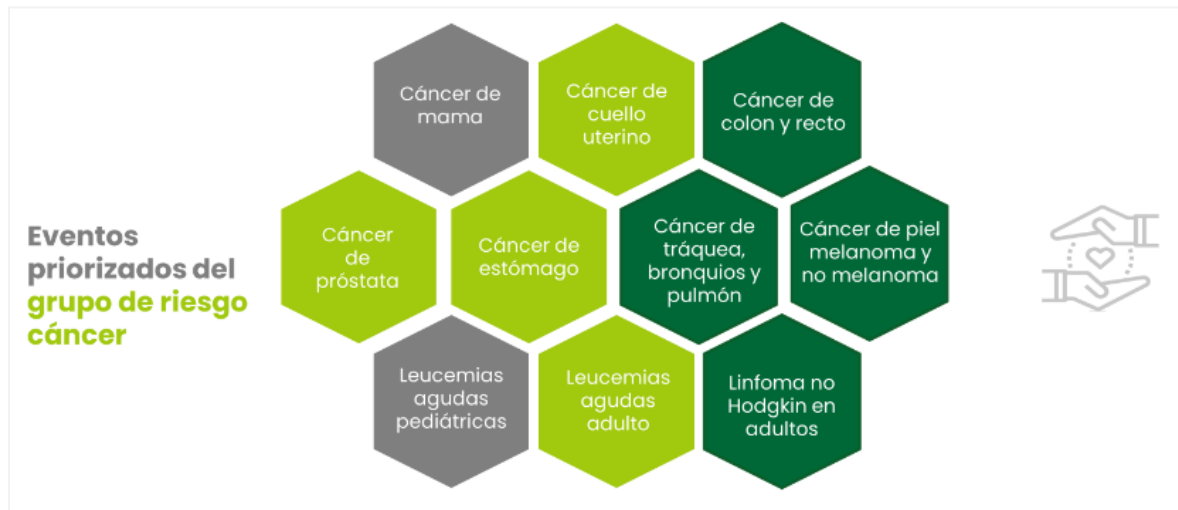 Eventos
priorizados del
grupo de riesgo
cáncer
Cáncer de
mama
Cáncer de
cuello
uterino
Cáncer de
colon y recto
Cáncer
de
próstata
Cáncer de
estómago
Cáncer de
tráquea,
bronquios y
pulmón
Cáncer de piel
melanoma y
no melanoma
Leucemias
agudas
pediátricas
Leucemias
agudas
adulto
Linfoma no
Hodgkin en
adultos